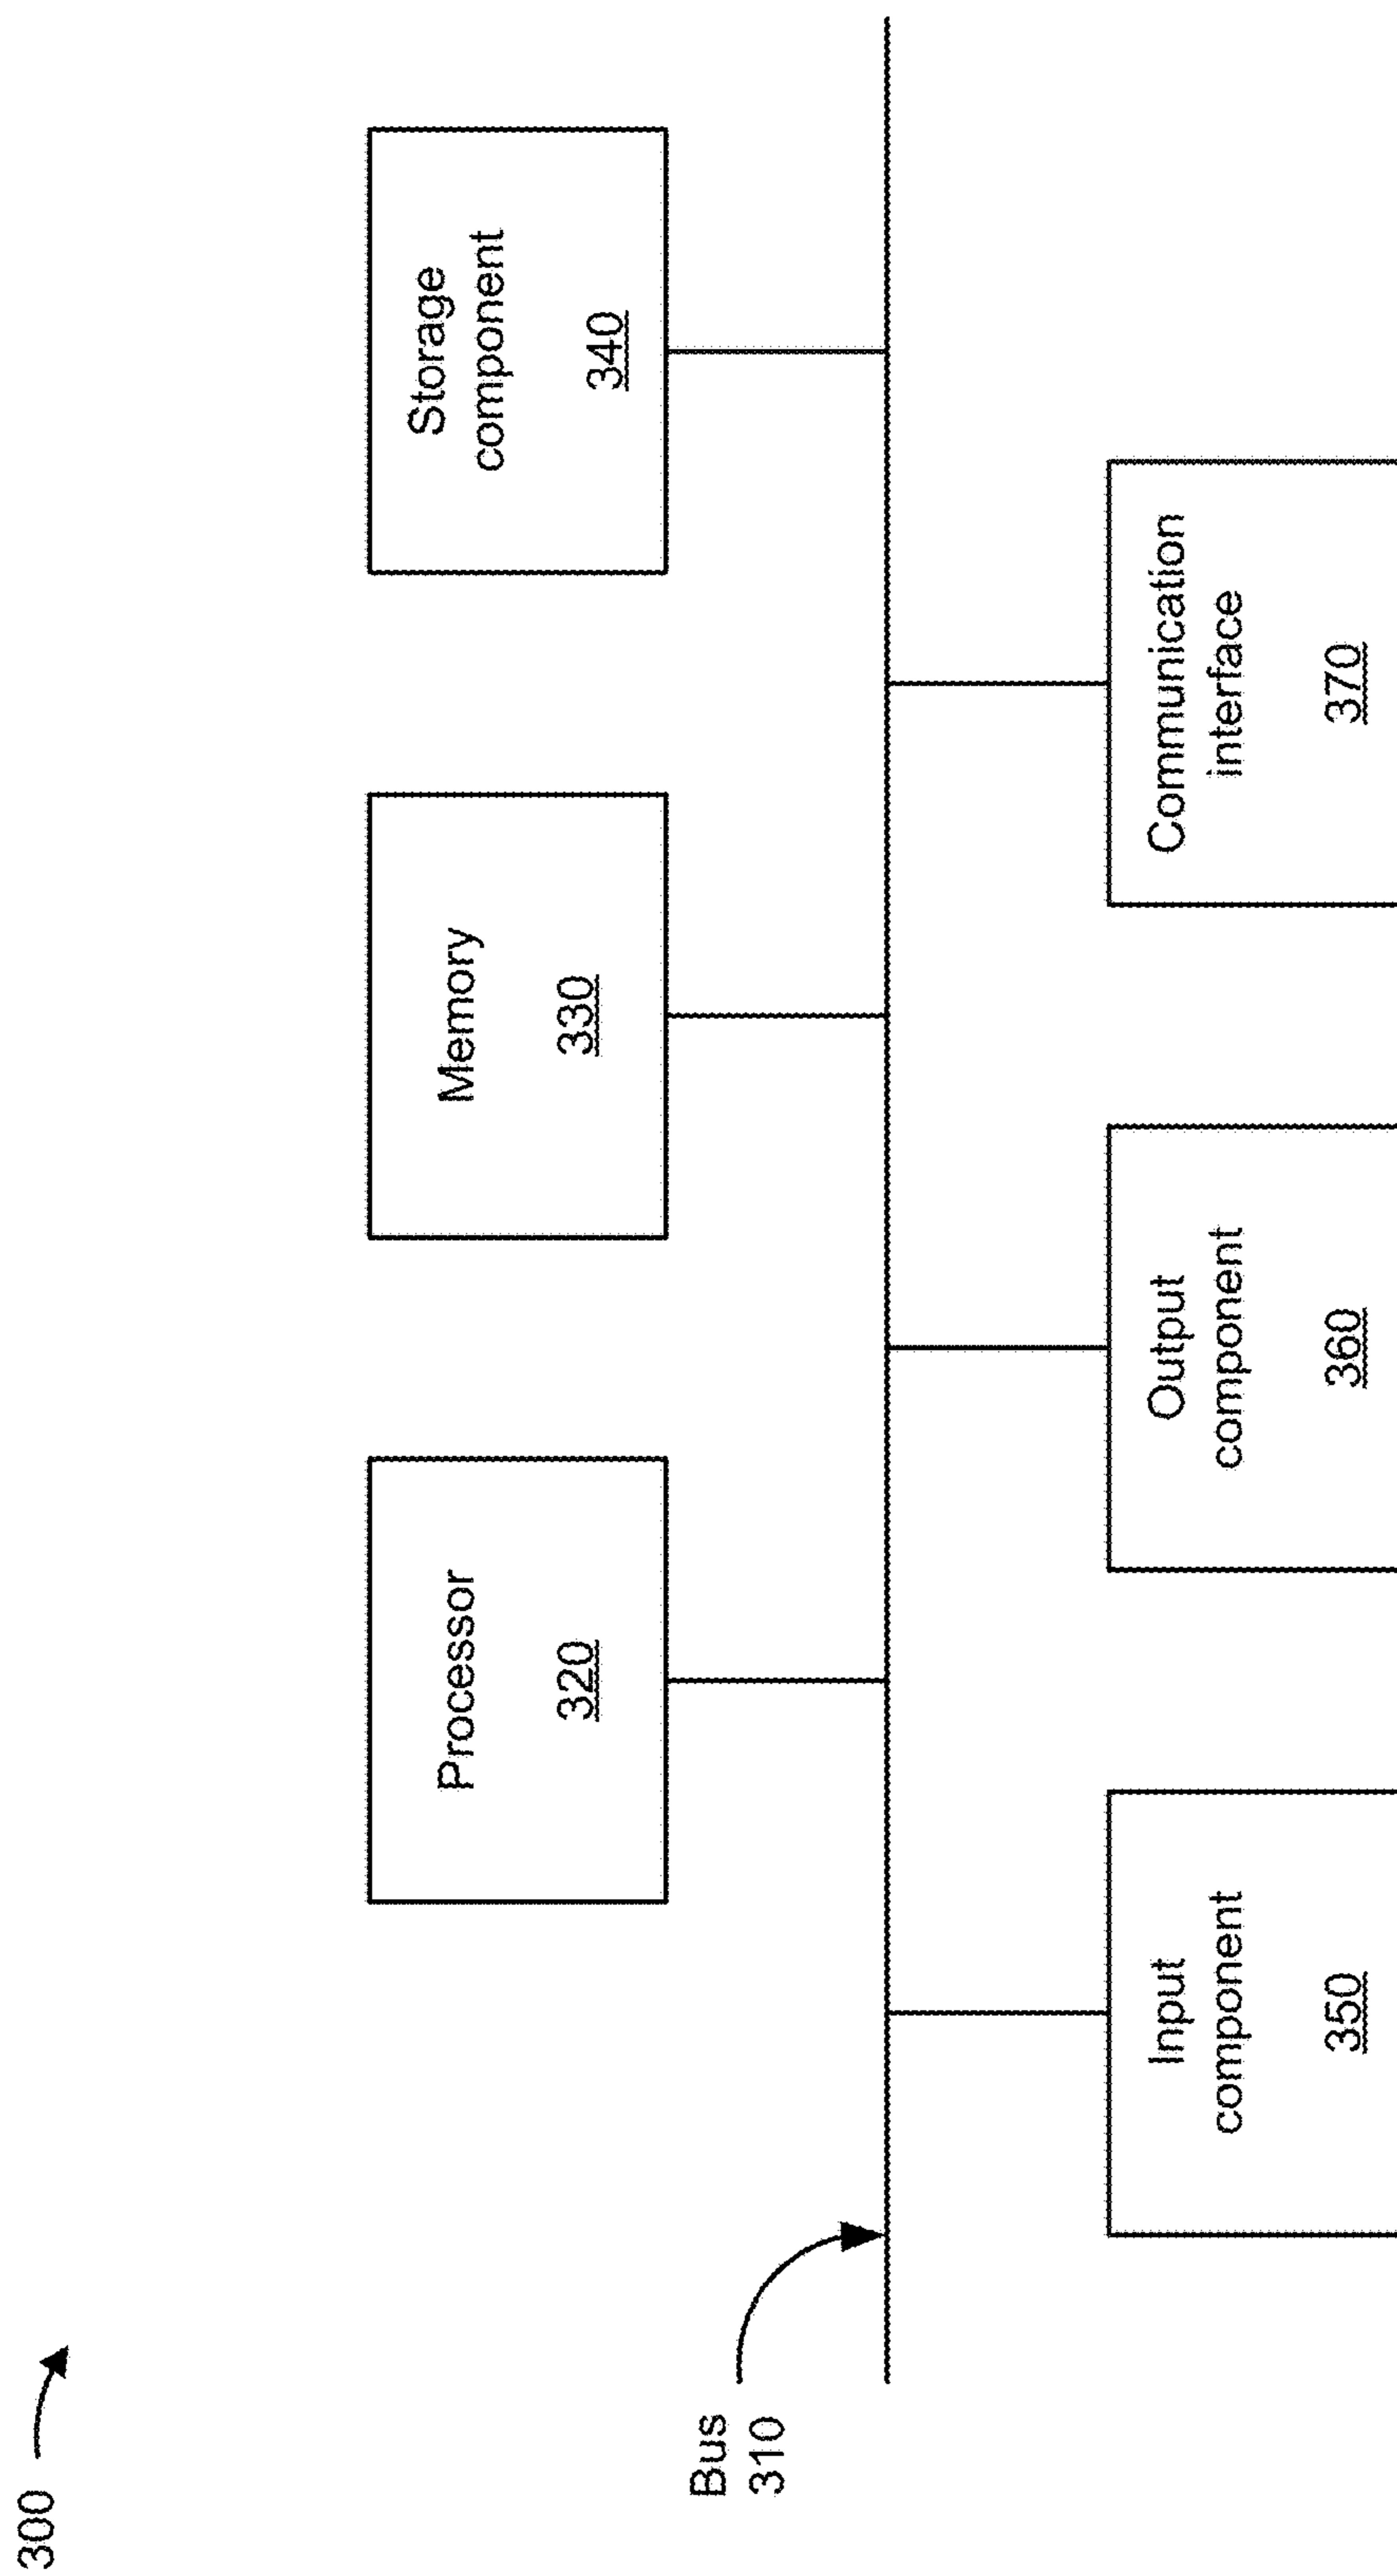 300
Processor
320
Memory
330
Storage
component
340
Bus
310
Input
component
350
Output
component
360
Communication
interface
370